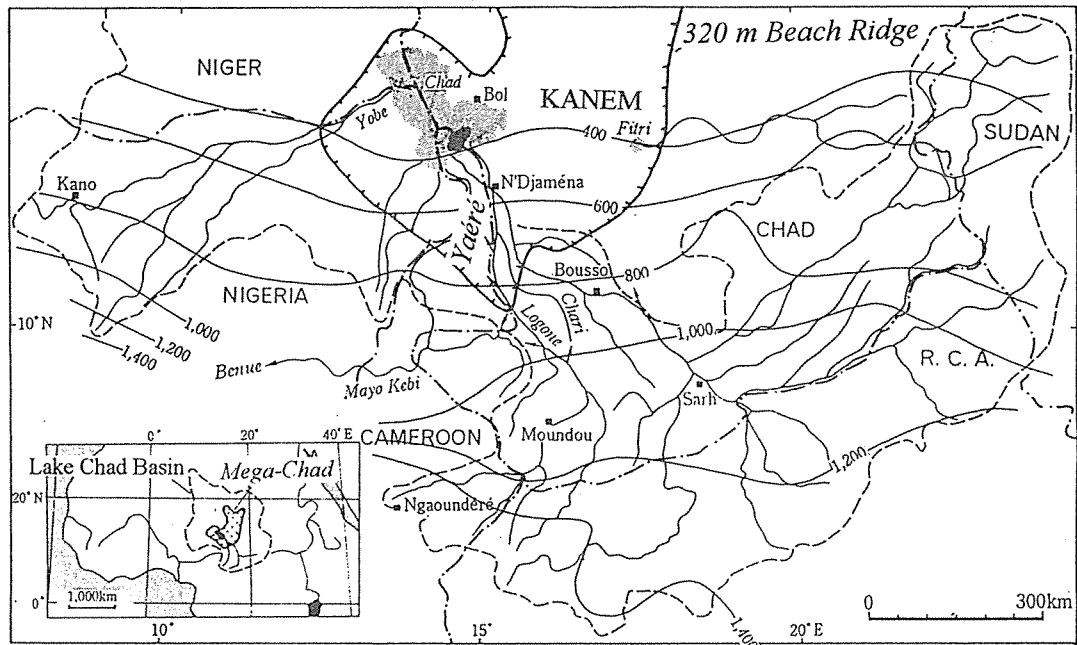 320 m Beach Ridge
NIGER
Chad
Bol
KANEM
Yobe
400
Fitri
SUDAN
Kano
N'Djaména
600
Yaéré
CHAD
Bousso
800
NIGERIA
Logone
Chari
1,000
10°N
1,000
1,200
1,400
Benue
Mayo Kebi
R. C. A.
Sarh
CAMEROON
Moundou
1,200
0°
20°
40°E
Lake Chad Basin
Mega-Chad
20°N
Ngaoundéré
1,000km
0°
0
300km
1,400
10°
15°
20°E